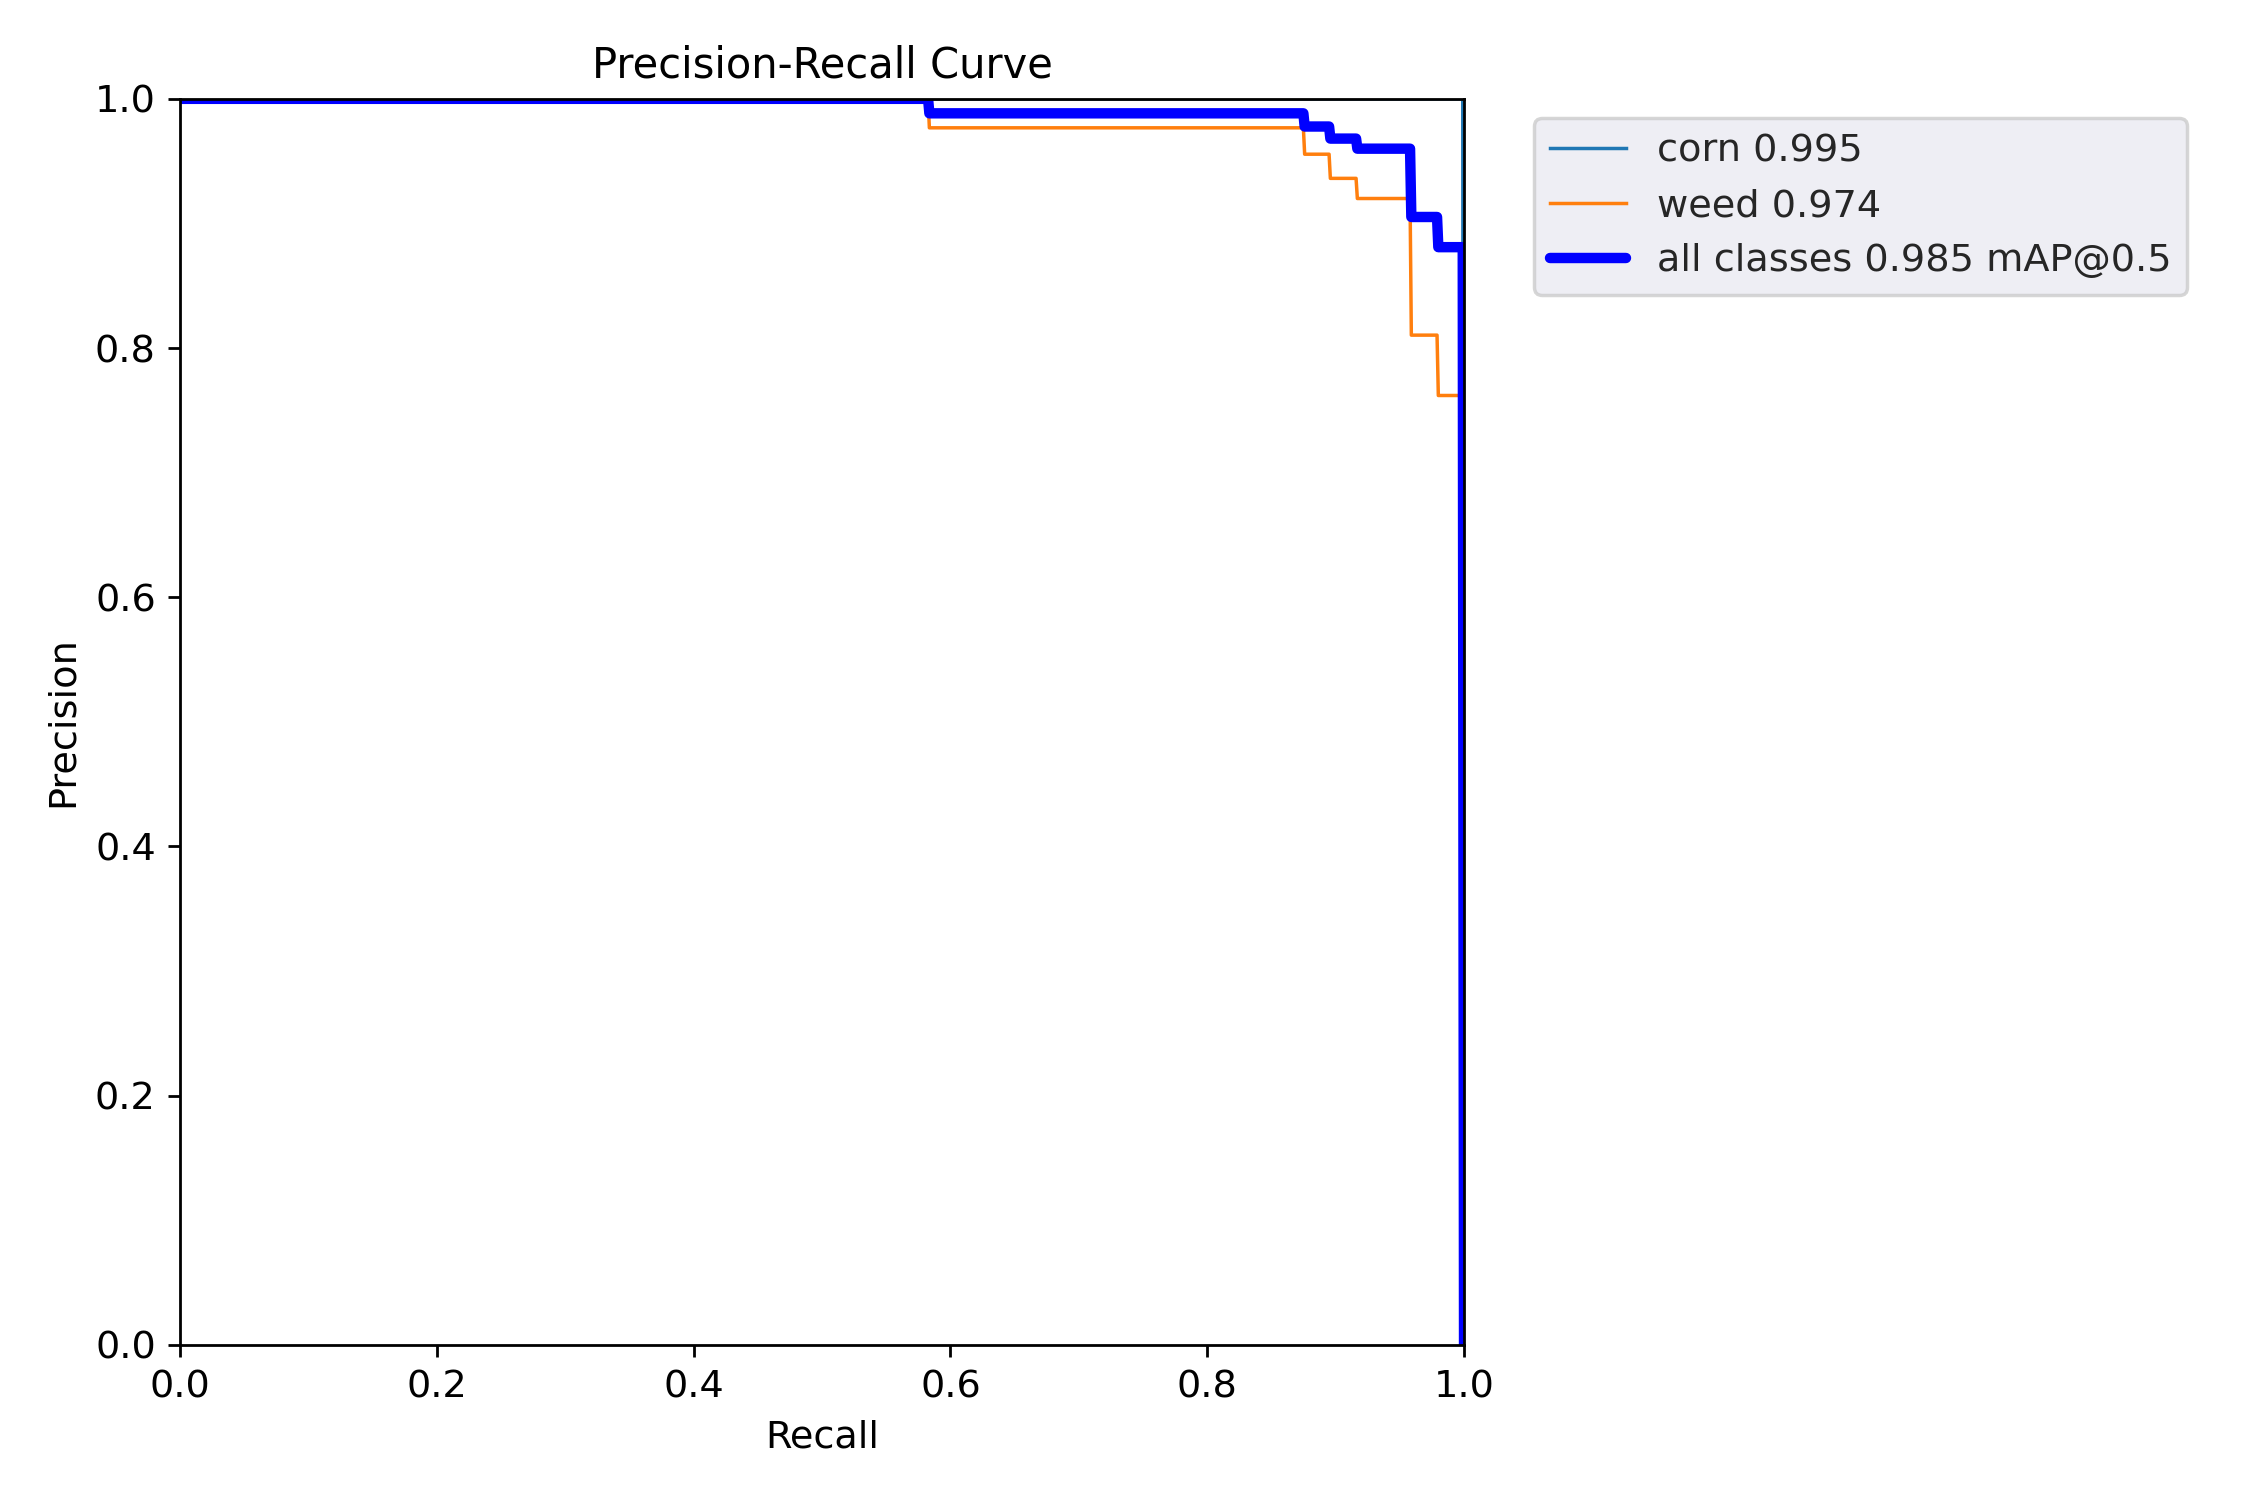 Precision-Recall Curve
1.0
0.8
0.6
0.4
0.2
0.0
Precision
0.0 0.2 0.4 0.6 0.8 1.0
Recall
corn 0.995
weed 0.974
all classes 0.985 mAP@0.5